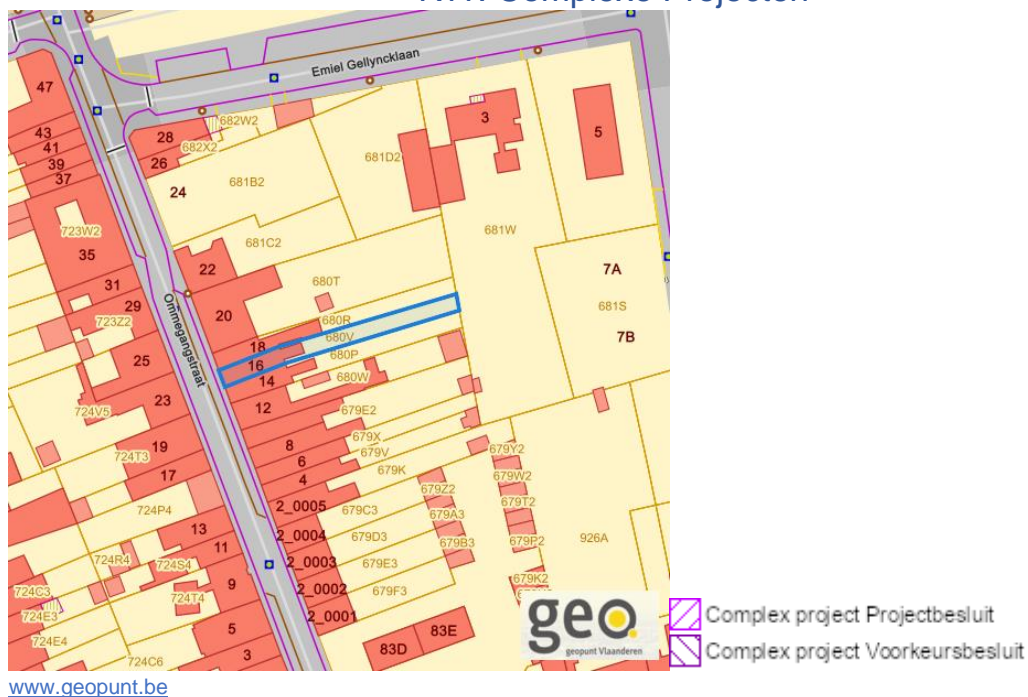 Complexe Projecten
Emiel Gellyncklaan
47
43
41
39
37
28
26
682W2
682X2
24
681B2
681D2
3
5
723W2
35
681C2
681W
31
22
680T
7A
29
Ommegangstraat
20
681S
723Z2
680R
18
680V
7B
25
16
680P
14
680W
23
12
724V5
679E2
19
8
679X
724T3
6
679V
679Y2
17
4
679K
679W2
724P4
2_0005
679C3
679Z2
679T2
13
2_0004
679D3
679A3
11
679B3
679P2
926A
724R4
724S4
2_0003
679E3
9
679K2
724C3
724T4
2_0002
679F3
724E3
2_0001
5
83E
724E4
83D
724C6
3
geo
geopunt Vlaanderen
Complex project Projectbesluit
Complex project Voorkeursbesluit
www.geopunt.be